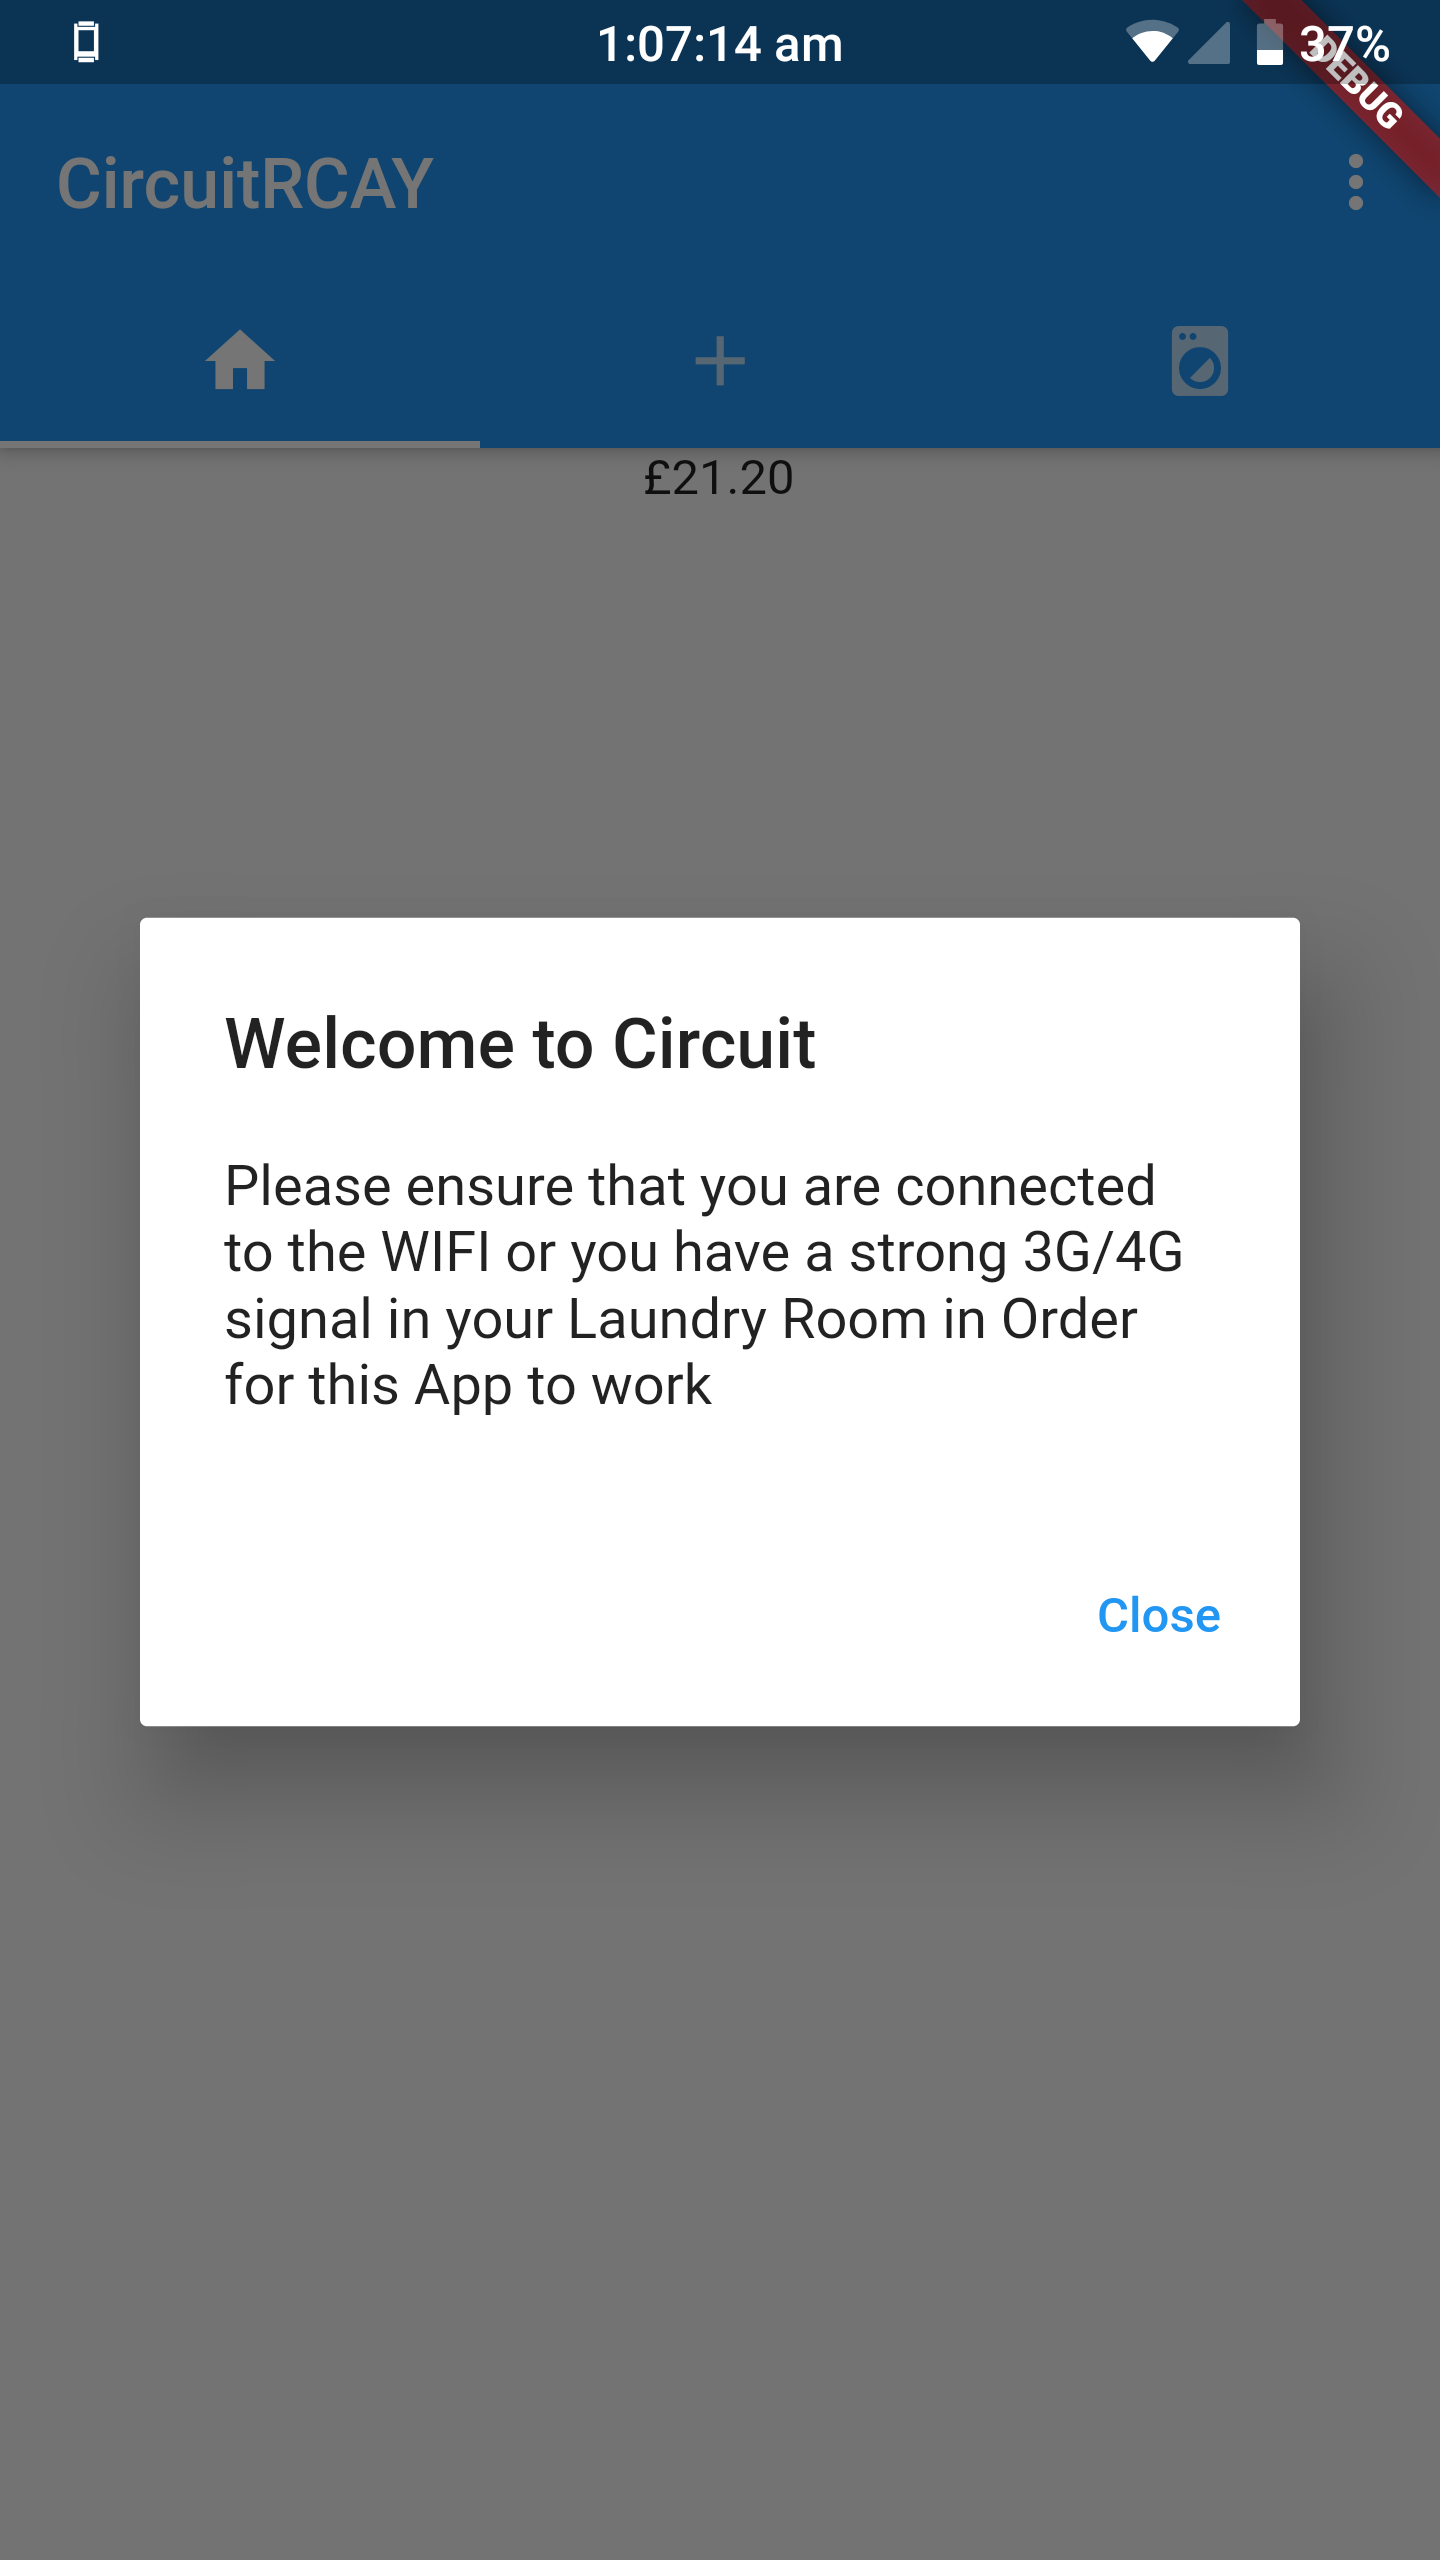 1:07:14 am
37%
DEBUG
CircuitRCAY
£21.20
Welcome to Circuit
Please ensure that you are connected
to the WIFI or you have a strong 3G/4G
signal in your Laundry Room in Order
for this App to work
Close